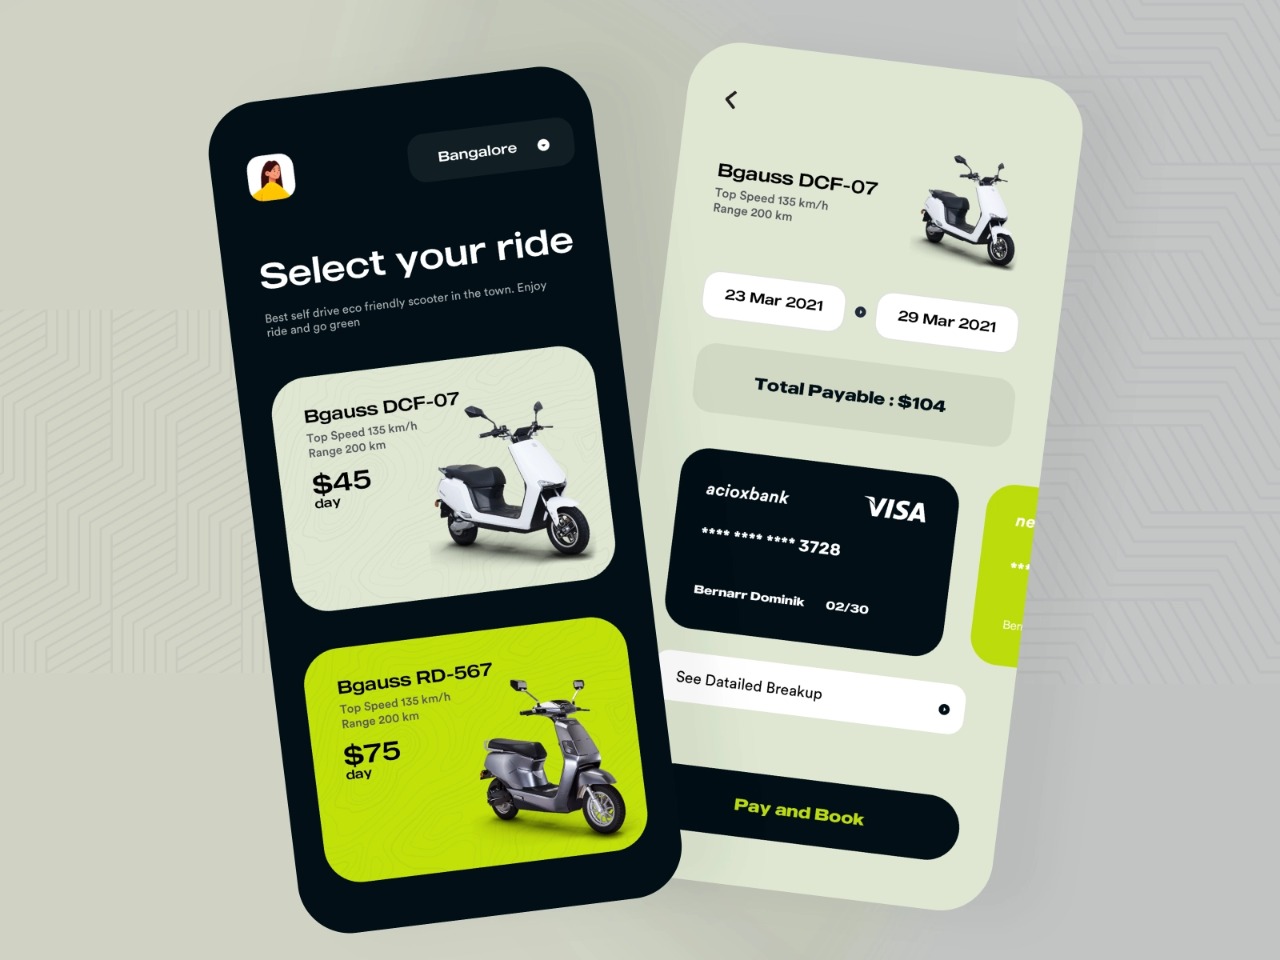 Bangalore
Select your ride
Best self drive eco friendly scooter in the town. Enjoy
ride and go green
Bgauss DCF-07
Top Speed 135 km/h
Range 200 km
$45
day
Bgauss RD-567
Top Speed 135 km/h
Range 200 km
$75
day
Bgauss DCF-07
Top Speed 135 km/h
Range 200 km
23 Mar 2021
29 Mar 2021
Total Payable : $104
acioxbank
VISA
**** **** **** 3728
Bernarr Dominik 02/30
ne
***
Bern
See Datailed Breakup
Pay and Book